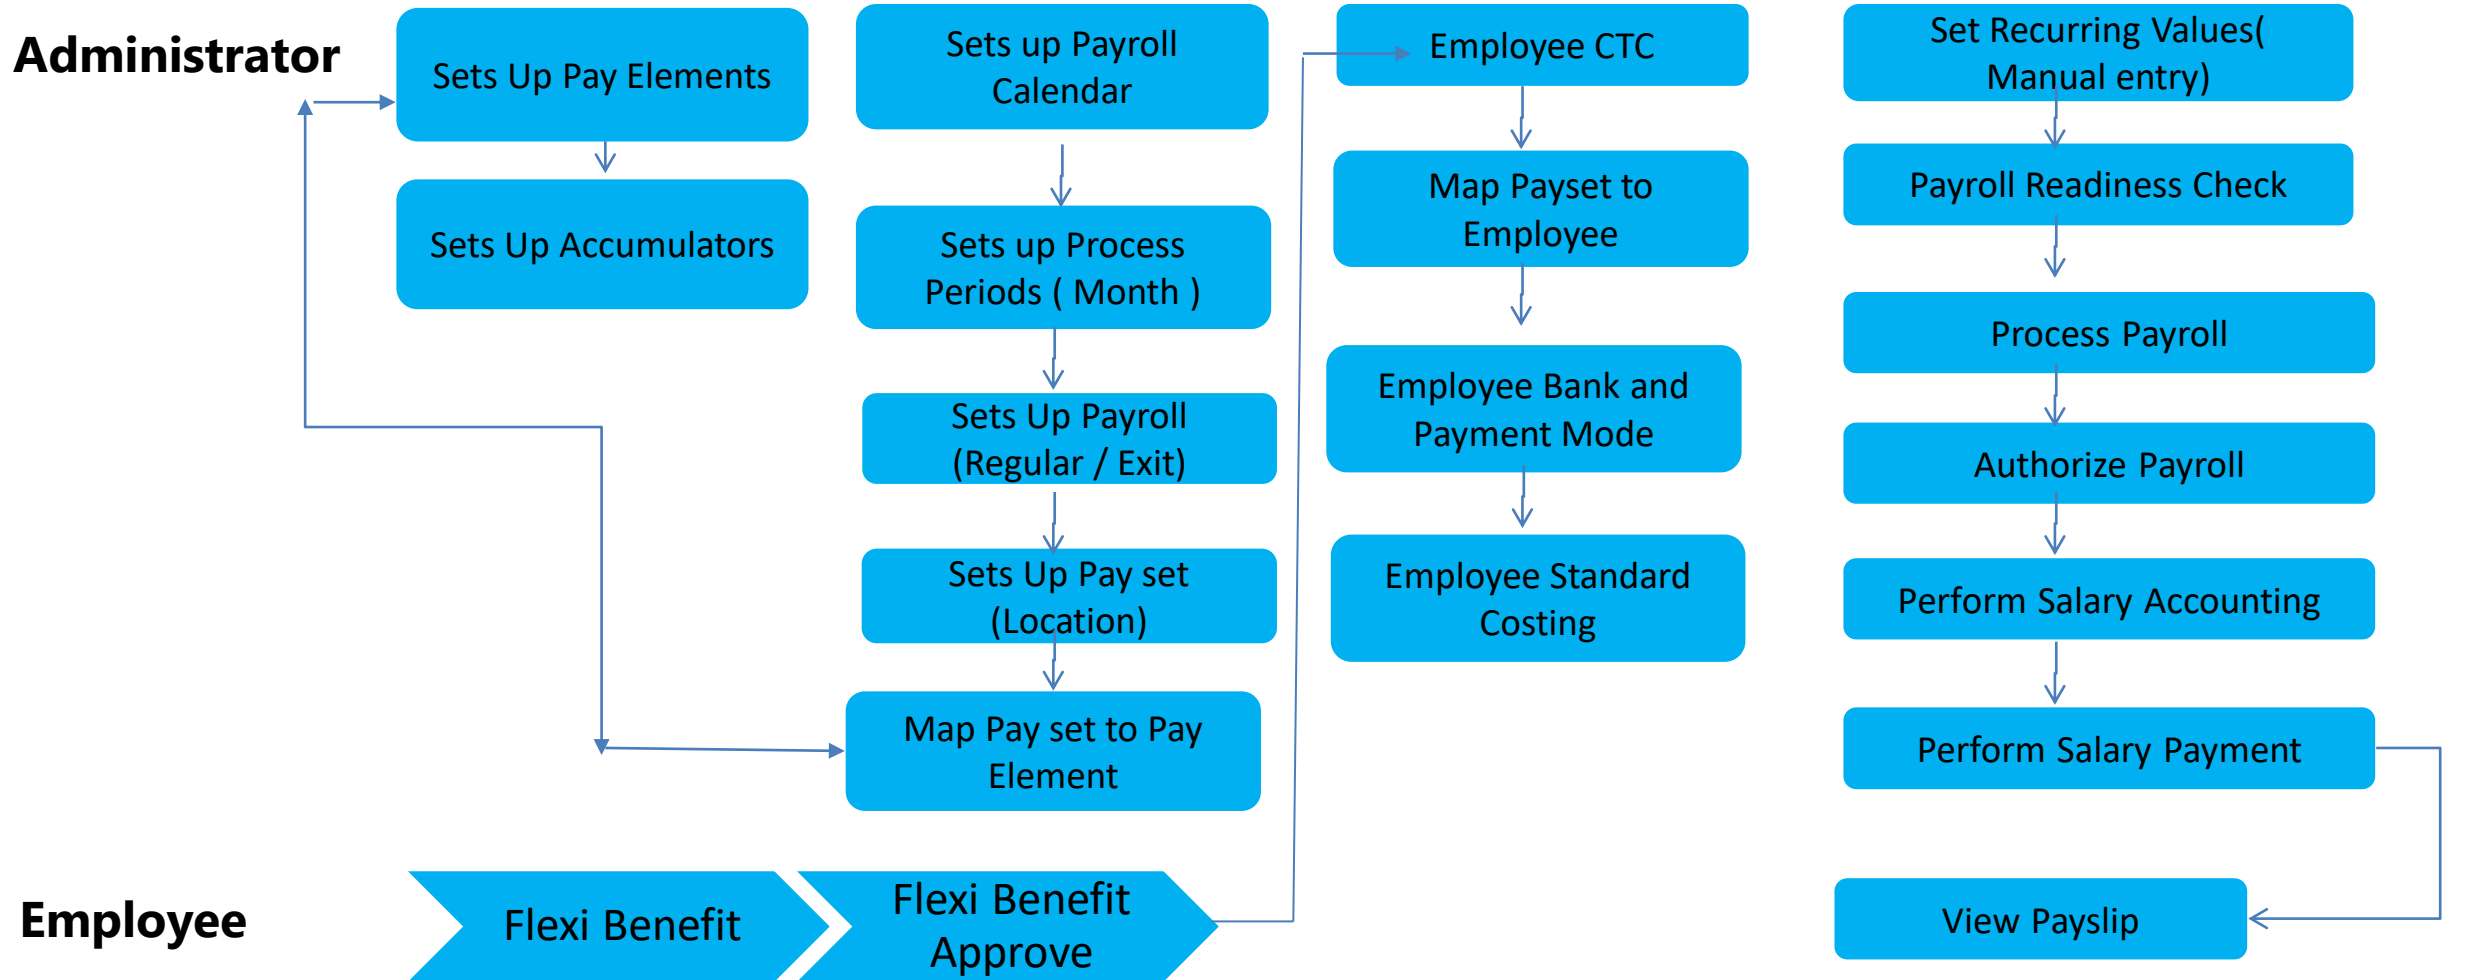 Administrator
Sets Up Pay Elements
Sets Up Accumulators
Sets up Payroll
Calendar
Sets up Process
Periods ( Month )
Sets Up Payroll
(Regular / Exit)
Sets Up Pay set
(Location)
Map Pay set to Pay
Element
Employee CTC
Map Payset to
Employee
Employee Bank and
Payment Mode
Employee Standard
Costing
Set Recurring Values(
Manual entry)
Payroll Readiness Check
Process Payroll
Authorize Payroll
Perform Salary Accounting
Perform Salary Payment
Employee
Flexi Benefit
Flexi Benefit
Approve
View Payslip